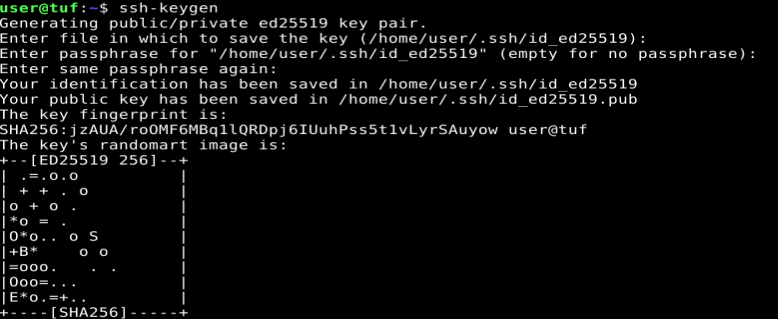 user@tuf:~$ ssh-keygen
Generating public/private ed25519 key pair.
Enter file in which to save the key (/home/user/.ssh/id_ed25519):
Enter passphrase for "/home/user/.ssh/id_ed25519" (empty for no passphrase):
Enter same passphrase again:
Your identification has been saved in /home/user/.ssh/id_ed25519
Your public key has been saved in /home/user/.ssh/id_ed25519.pub
The key fingerprint is:
SHA256:jzAUA/roOMF6MBq1lQRDpj6IUuhPss5t1vLyrSAuyow user@tuf
The key's randomart image is:
+--[ED25519 256]--+
| .=.o.o          |
| + + . o         |
|o + o .          |
|*o = .           |
|O*o.. o S        |
|+B*    o o       |
|=ooo.   . .      |
|Ooo=...          |
|E*o.=+..         |
+----[SHA256]-----+